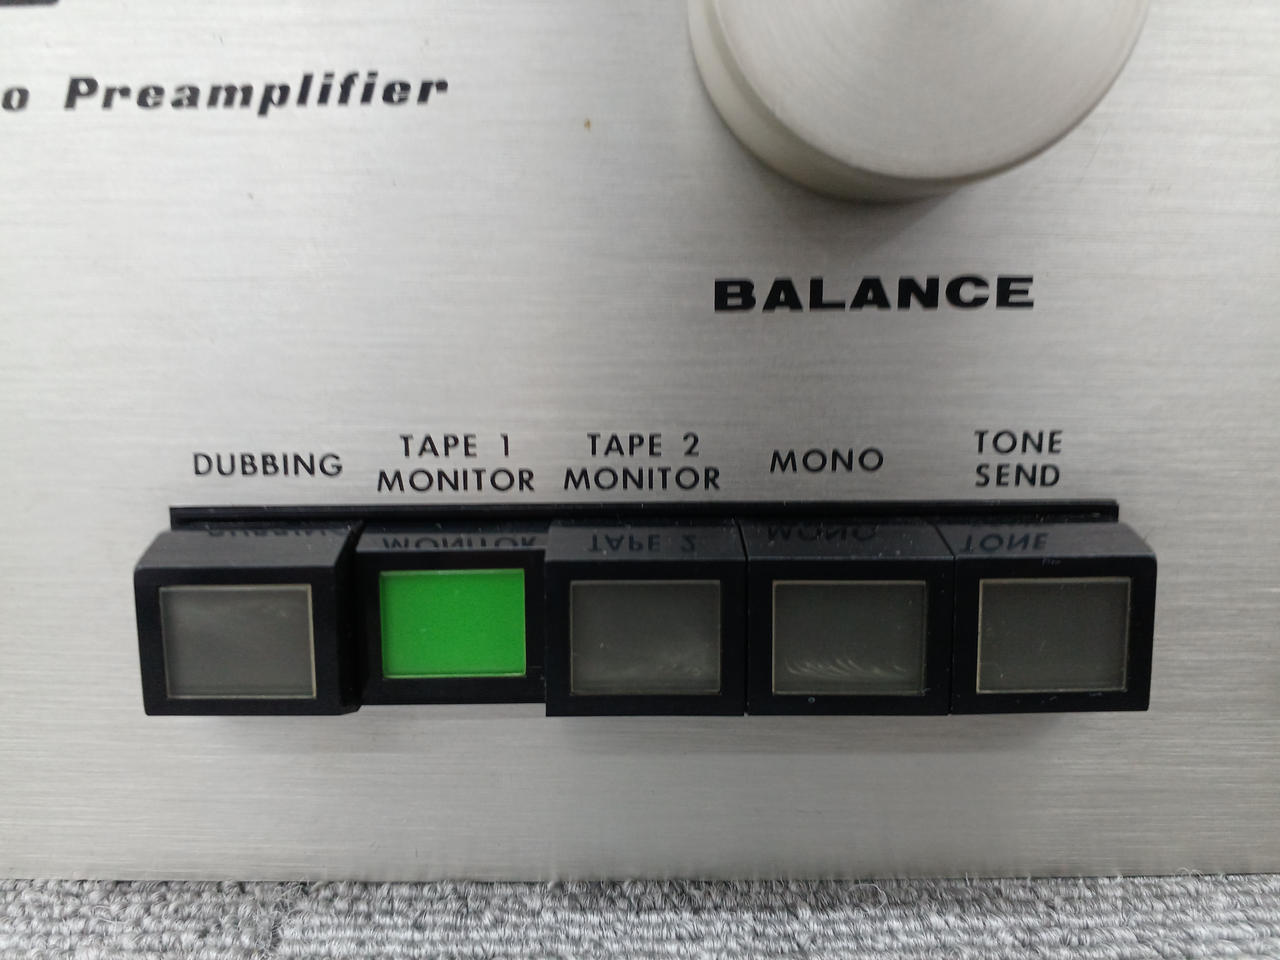 o Preamplifier
BALANCE
DUBBING
TAPE 1
MONITOR
TAPE 2
MONITOR
MONO
TONE
SEND